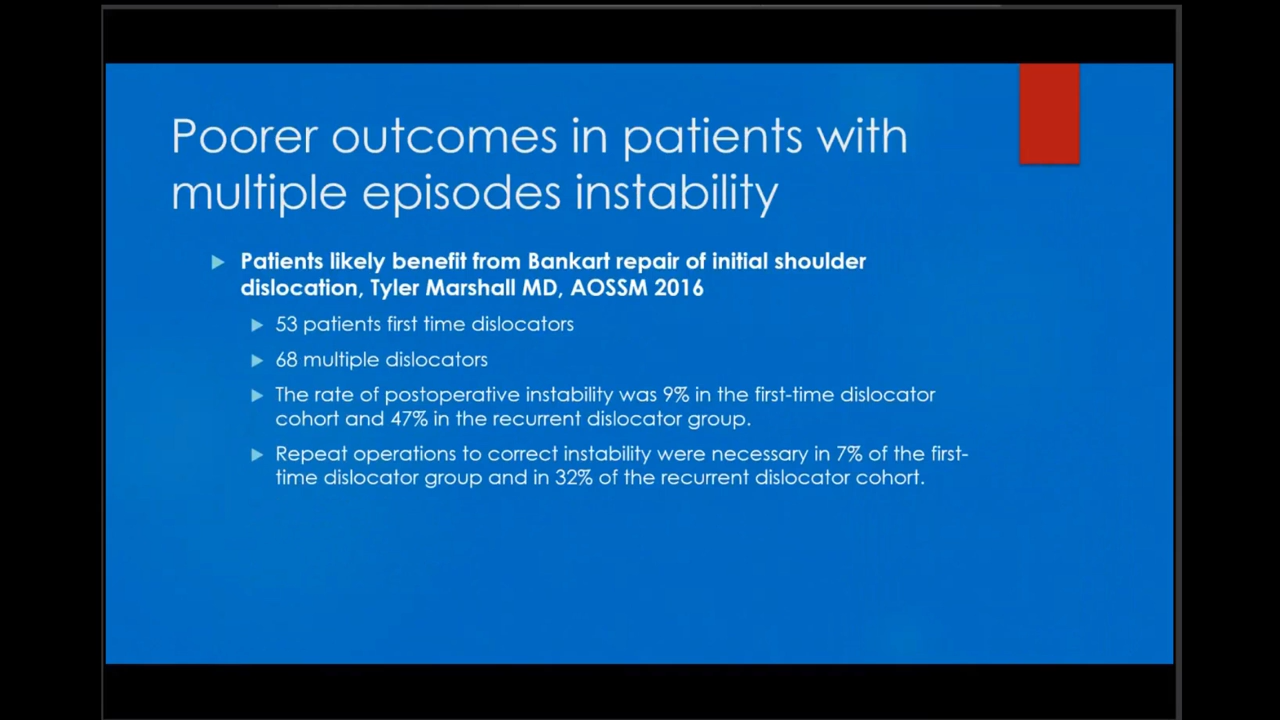 Poorer outcomes in patients with
multiple episodes instability
Patients likely benefit from Bankart repair of initial shoulder
dislocation, Tyler Marshall MD, AOSSM 2016
53 patients first time dislocators
68 multiple dislocators
The rate of postoperative instability was 9% in the first-time dislocator
cohort and 47% in the recurrent dislocator group.
Repeat operations to correct instability were necessary in 7% of the first-
time dislocator group and in 32% of the recurrent dislocator cohort.